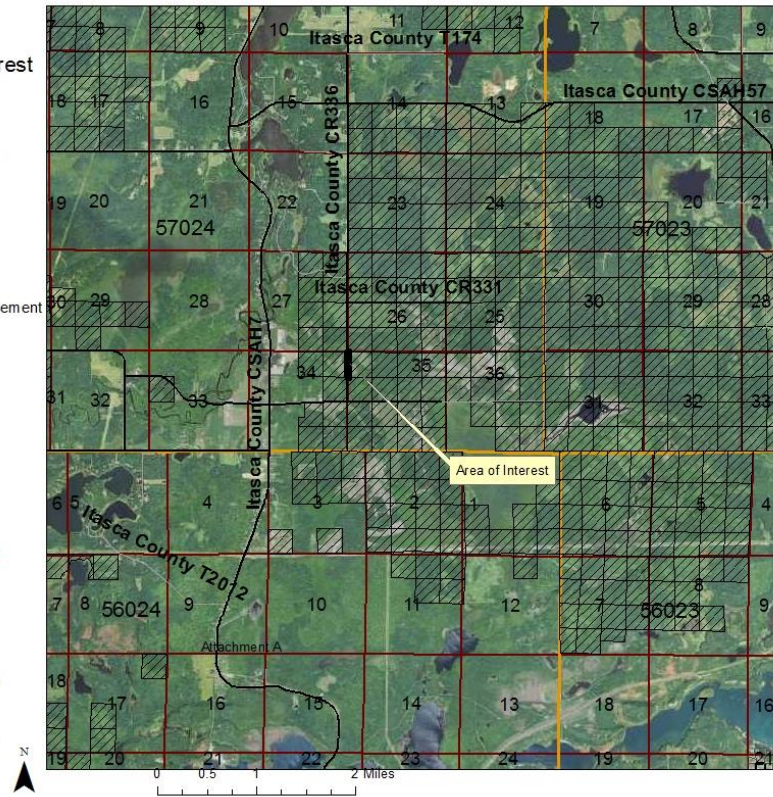 rest
ement
7 8 9 10 11 12 7 8 9
Itasca County T174
18 17 16 15 14 13 18 17 16
Itasca County CSAH57
Itasca County CR336
19 20 21 22 23 24 19 20 21
57024
57023
30 29 28 27 26 25 30 29 28
Itasca County CR331
31 32 33 34 35 36 31 32 33
Itasca County CSAH7
Area of Interest
6 5 4 3 2 1 6 5 4
Itasca County T2012
7 8 9 10 11 12 7 8 9
56024
56023
Attachment A
18 17 16 15 14 13 18 17 16
19 20 21 22 23 24 19 20 21
N
0 0.5 1 2 Miles